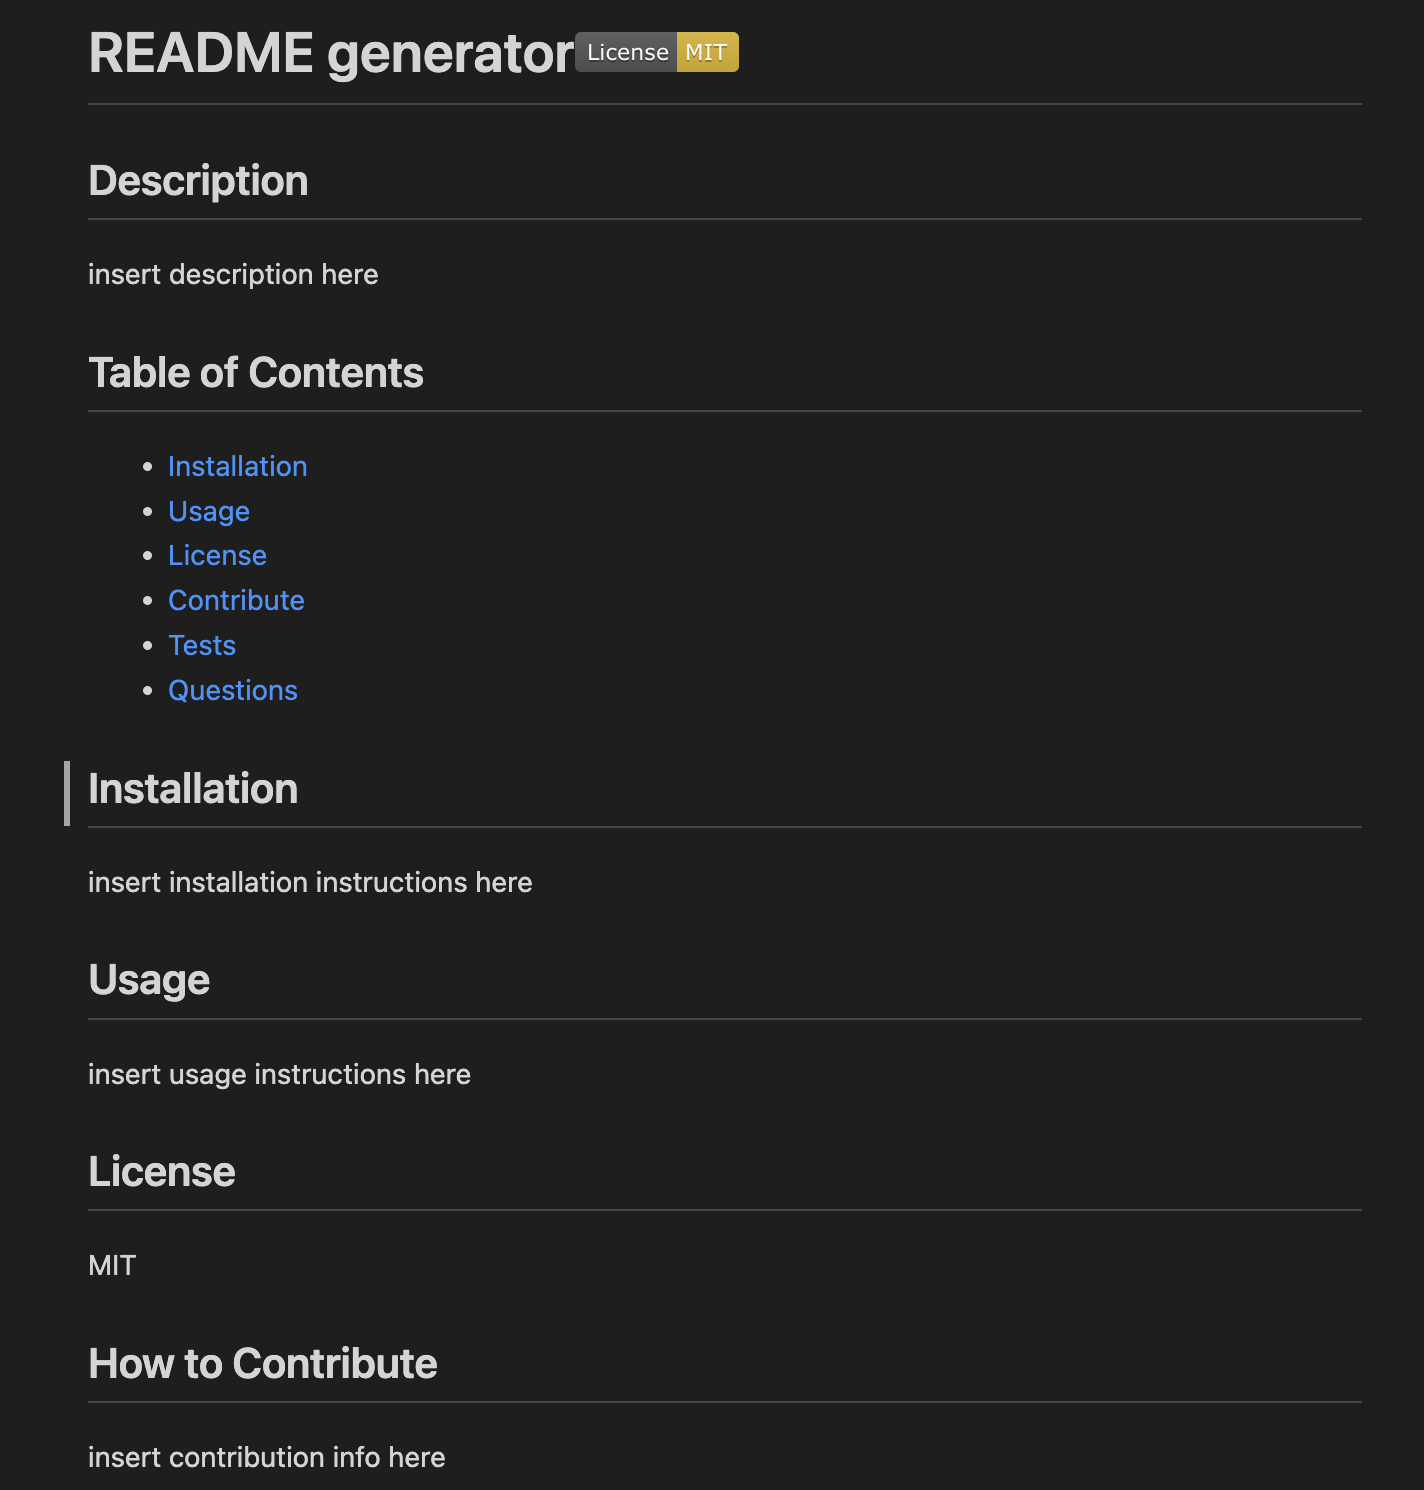 README generator License MIT
Description
insert description here
Table of Contents
Installation
Usage
License
Contribute
Tests
Questions
Installation
insert installation instructions here
Usage
insert usage instructions here
License
MIT
How to Contribute
insert contribution info here